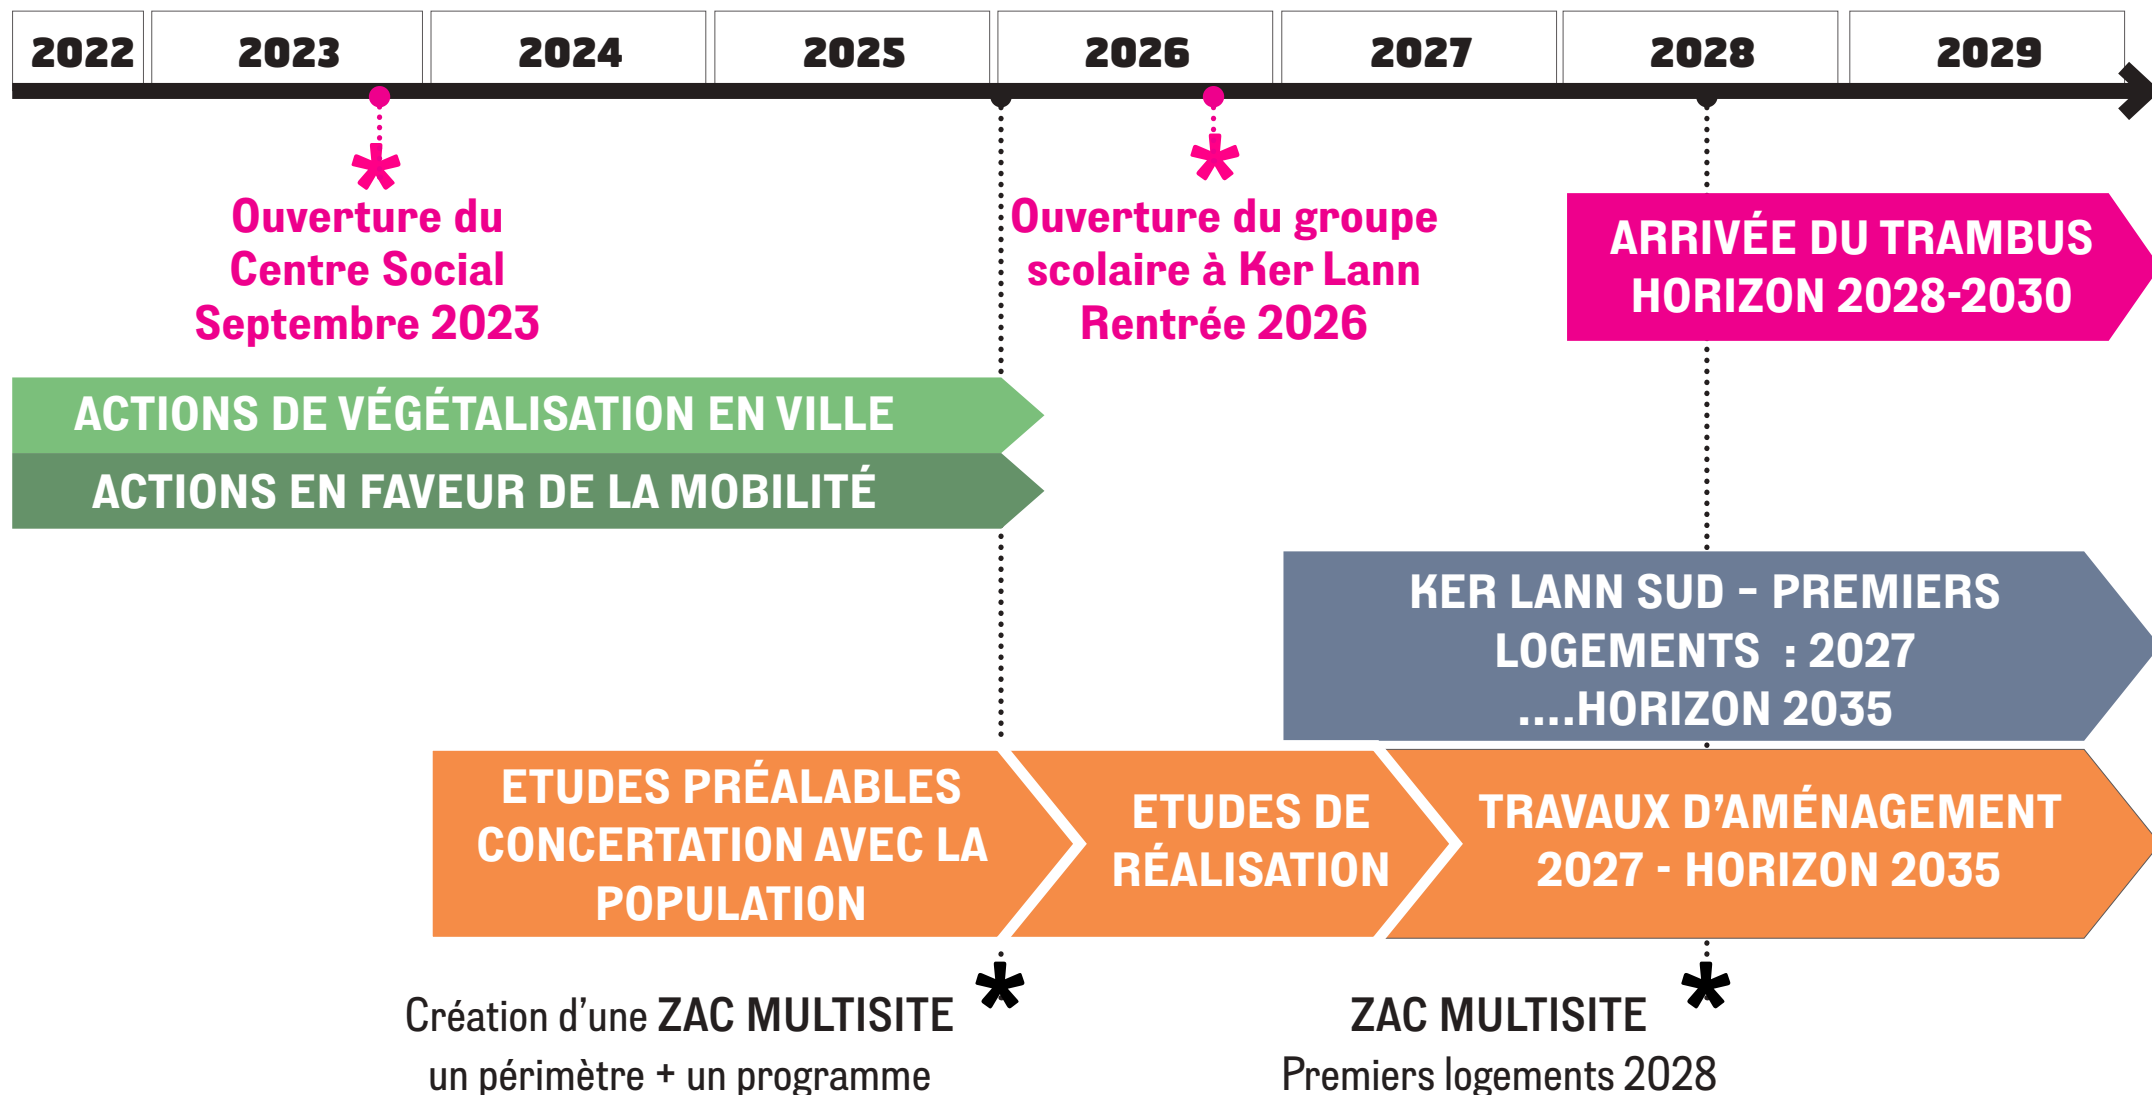 2022 2023 2024 2025 2026 2027 2028 2029
*
Ouverture du
Centre Social
Septembre 2023
*
Ouverture du groupe
scolaire à Ker Lann
Rentrée 2026
ARRIVÉE DU TRAMBUS
HORIZON 2028-2030
ACTIONS DE VÉGÉTALISATION EN VILLE
ACTIONS EN FAVEUR DE LA MOBILITÉ
KER LANN SUD - PREMIERS
LOGEMENTS : 2027
....HORIZON 2035
ETUDES PRÉALABLES
CONCERTATION AVEC LA
POPULATION
ETUDES DE
RÉALISATION
TRAVAUX D'AMÉNAGEMENT
2027 - HORIZON 2035
Création d'une ZAC MULTISITE *
un périmètre + un programme
ZAC MULTISITE *
Premiers logements 2028